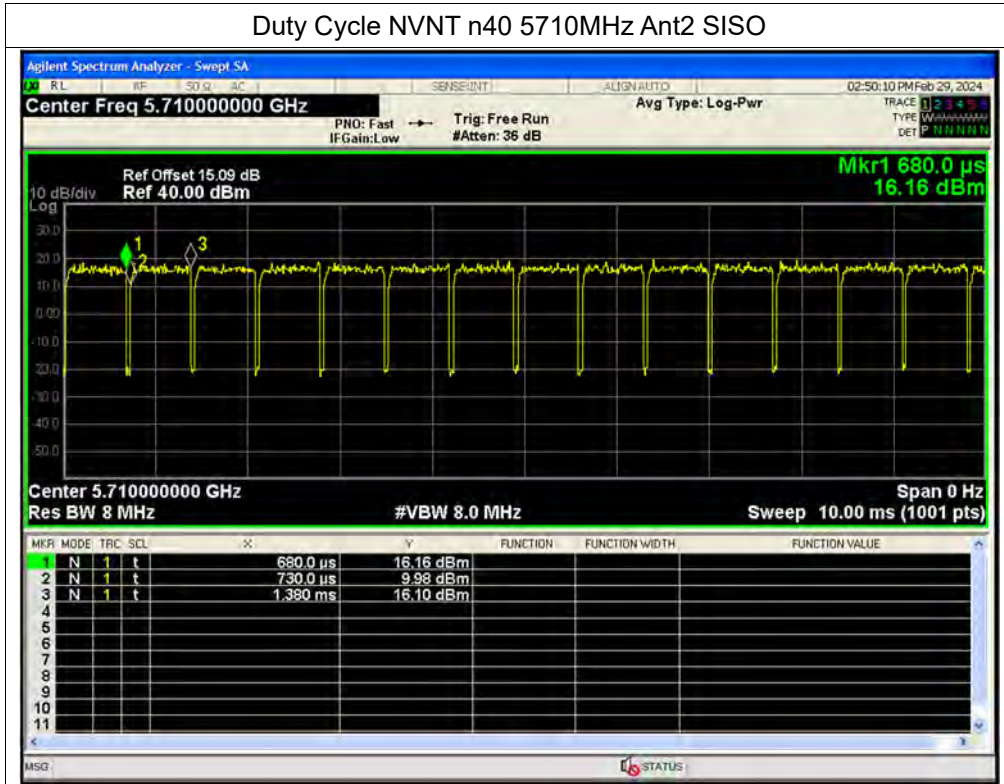 Duty Cycle NVNT n40 5710MHz Ant2 SISO
Agilent Spectrum Analyzer - Swept SA
RL RF 50 Ω AC SENSE:INT ALIGN AUTO 02:50:10 PM Feb 29, 2024
Center Freq 5.710000000 GHz Avg Type: Log-Pwr TRACE 1 2 3 4 5 6
PNO: Fast Trig: Free Run TYPE W
IFGain:Low #Atten: 36 dB DET P N N N N N
Mkr1 680.0 µs
16.16 dBm
Ref Offset 15.09 dB
10 dB/div Ref 40.00 dBm
Log
30.0
20.0
10.0
0.00
-10.0
-20.0
-30.0
-40.0
-50.0
1
2
3
Center 5.710000000 GHz Span 0 Hz
Res BW 8 MHz #VBW 8.0 MHz Sweep 10.00 ms (1001 pts)
MKR MODE TRC SCL X Y FUNCTION FUNCTION WIDTH FUNCTION VALUE
1 N 1 t 680.0 µs 16.16 dBm
2 N 1 t 730.0 µs 9.98 dBm
3 N 1 t 1.380 ms 16.10 dBm
4
5
6
7
8
9
10
11
MSG STATUS